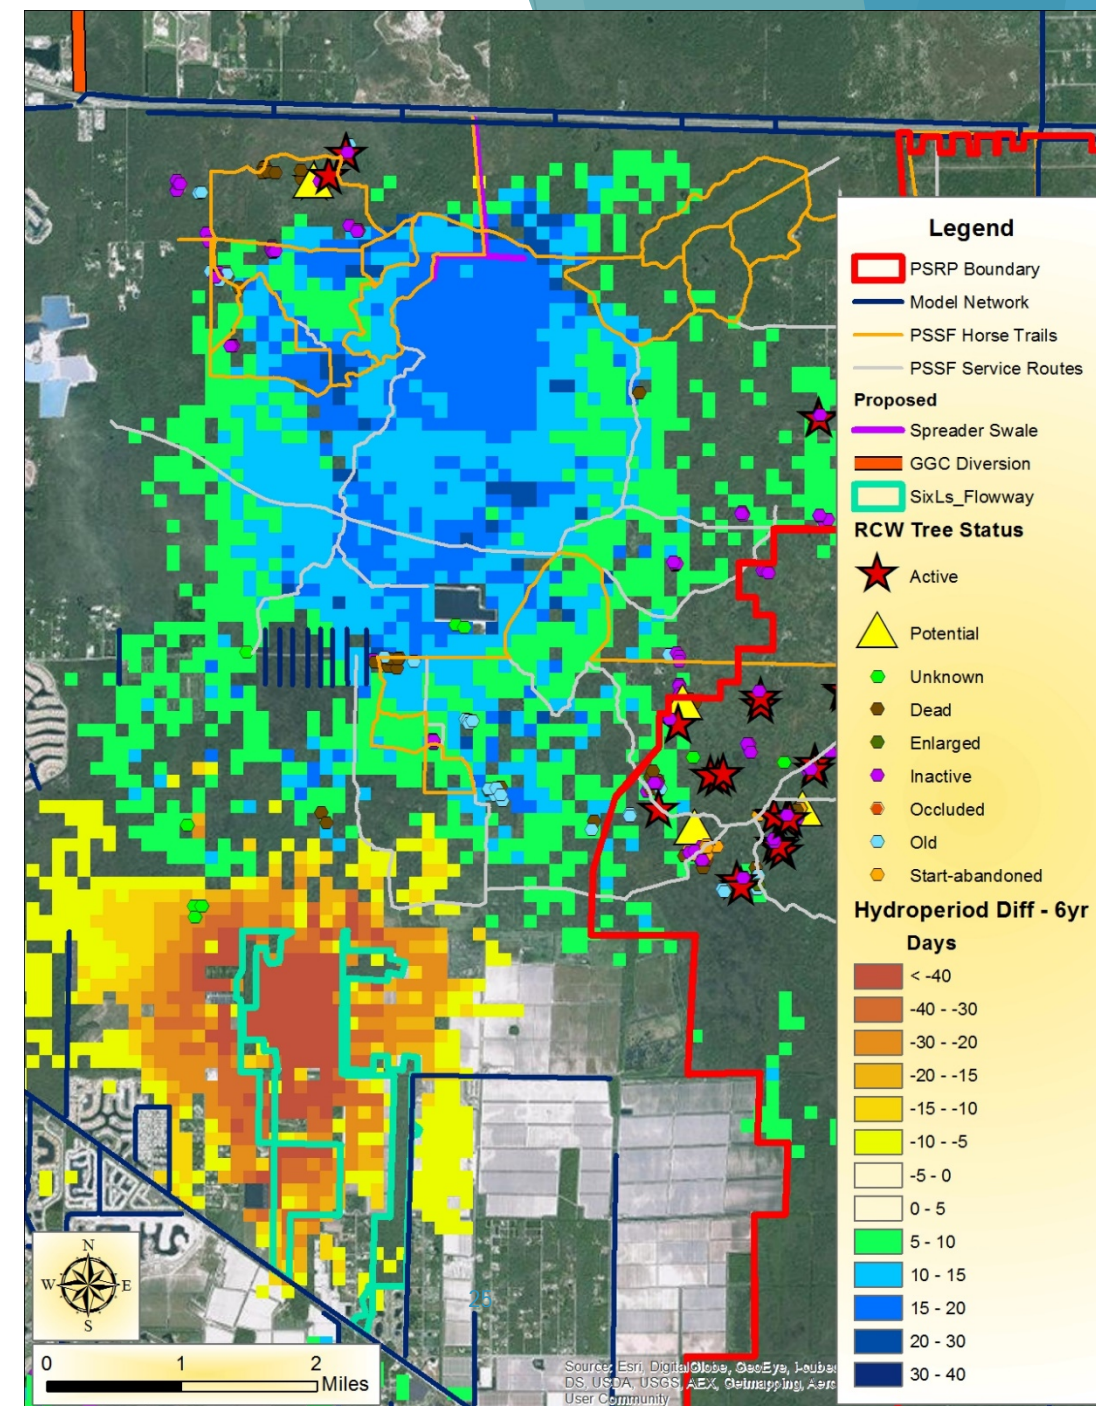 Legend
PSRP Boundary
Model Network
PSSF Horse Trails
PSSF Service Routes
Proposed
Spreader Swale
GGC Diversion
SixLs_Flowway
RCW Tree Status
Active
Potential
Unknown
Dead
Enlarged
Inactive
Occluded
Old
Start-abandoned
Hydroperiod Diff - 6yr
Days
< -40
-40 - -30
-30 - -20
-20 - -15
-15 - -10
-10 - -5
-5 - 0
0 - 5
5 - 10
10 - 15
15 - 20
20 - 30
30 - 40
N
W E
S
25
0 1 2
Miles
Source: Esri, DigitalGlobe, GeoEye, i-cubed
DS, USDA, USGS, AEX, Getmapping,
User Community